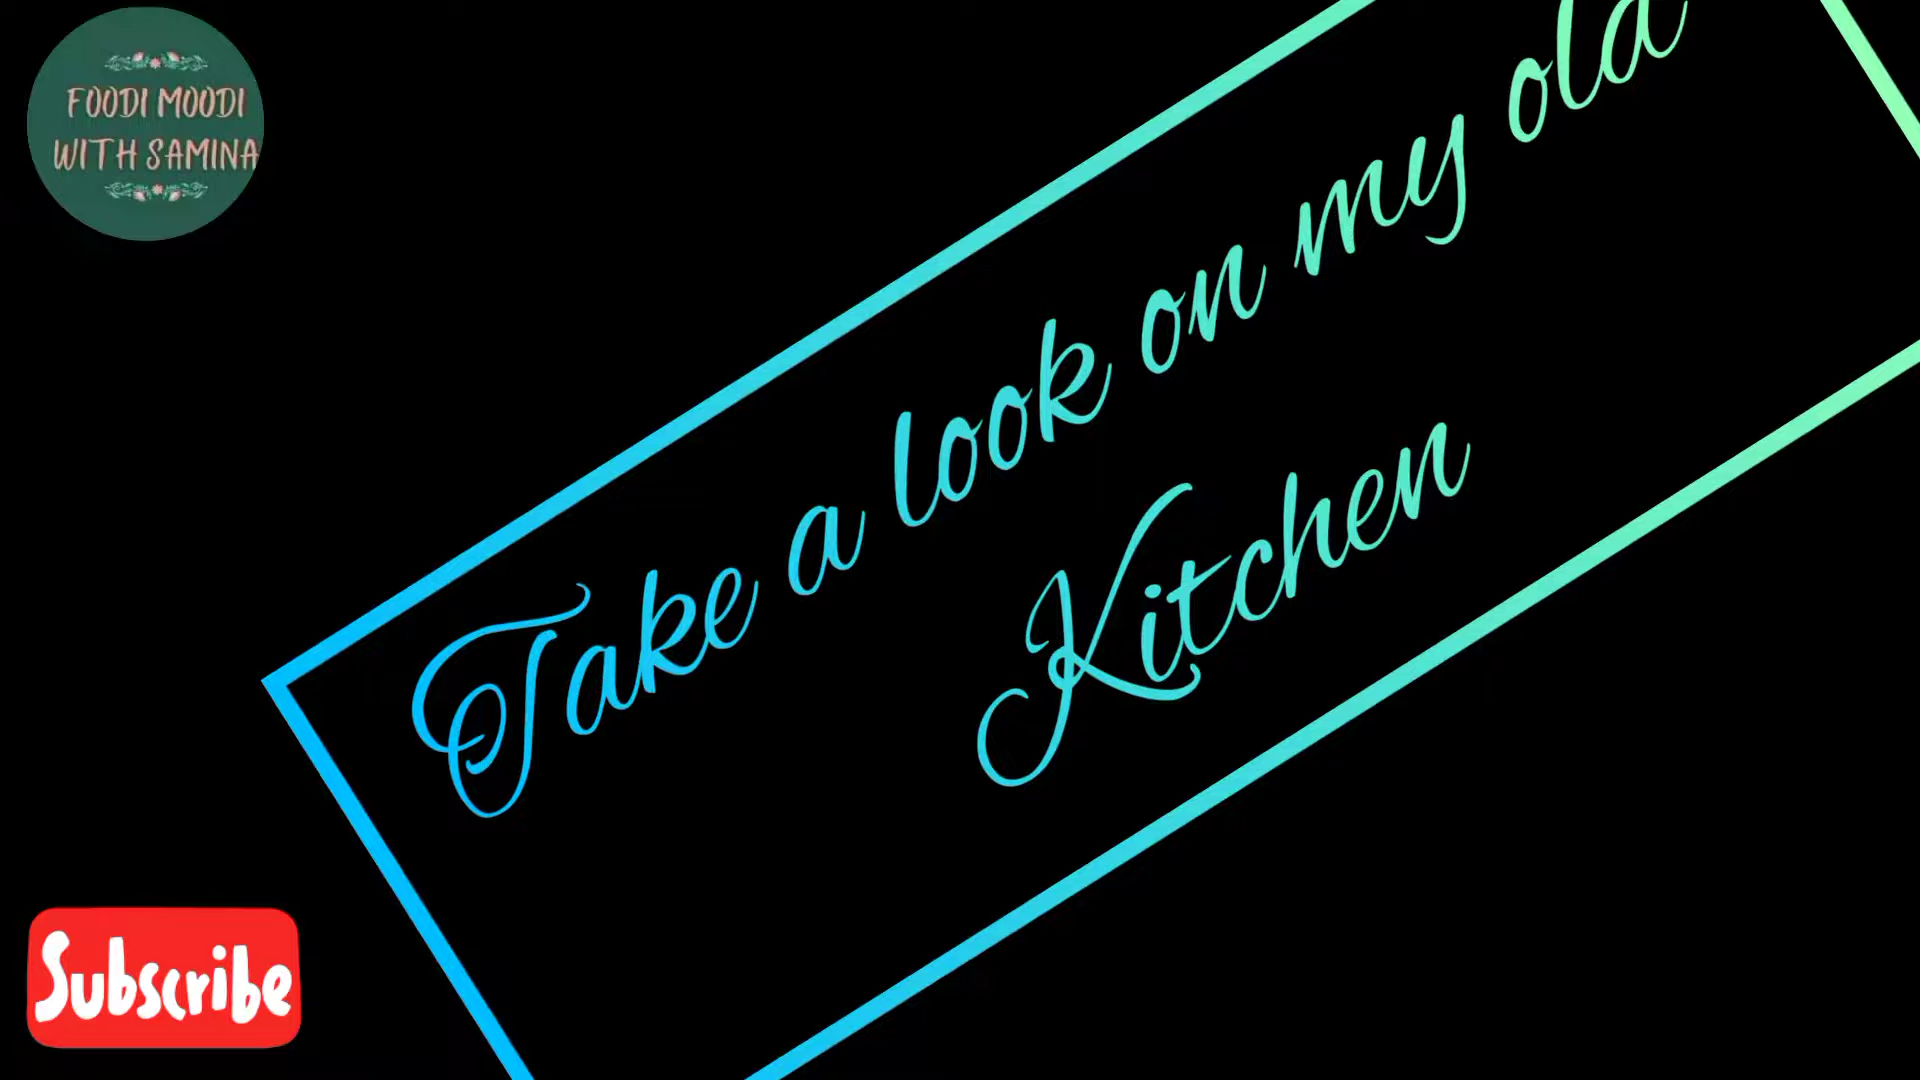 FOODI MOODI
WITH SAMINA
Take a look on my old
Kitchen
Subscribe